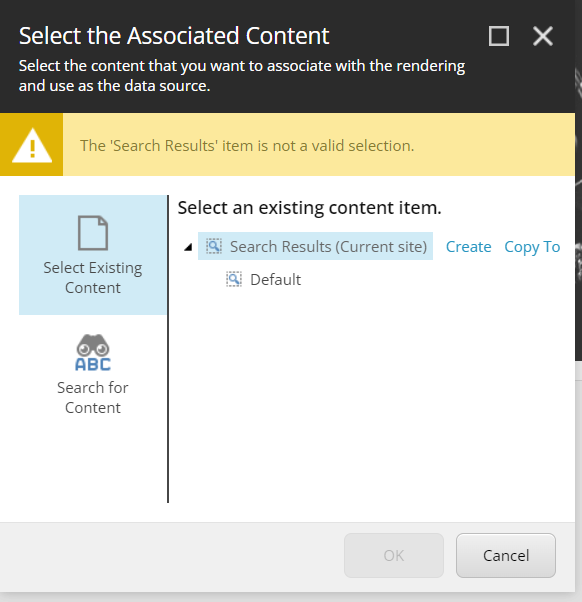 Select the Associated Content
Select the content that you want to associate with the rendering
and use as the data source.
The 'Search Results' item is not a valid selection.
Select Existing
Content
ABC
Search for
Content
Select an existing content item.
Search Results (Current site) Create Copy To
Default
OK Cancel